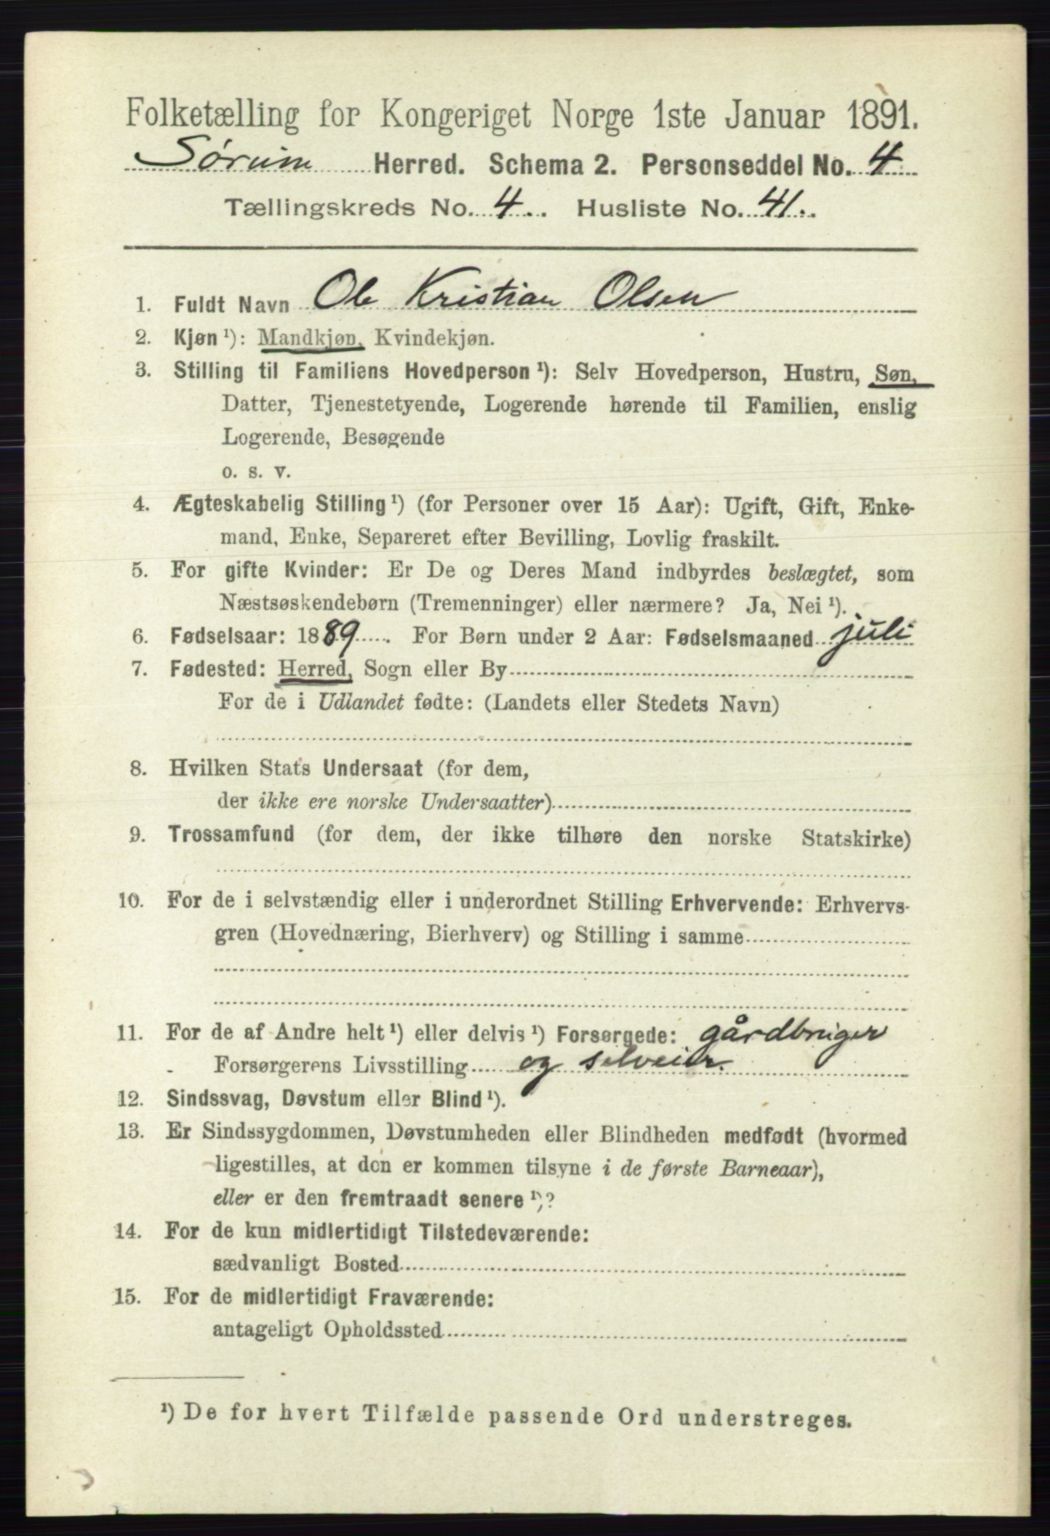 Folketælling for Kongeriget Norge 1ste Januar 1891.
Sørum Herred. Schema 2. Personseddel No. 4
Tællingskreds No. 4. Husliste No. 41.
1. Fuldt Navn Ole Kristian Olsen
2. Kjøn ¹): Mandkjøn, Kvindekjøn.
3. Stilling til Familiens Hovedperson ¹): Selv Hovedperson, Hustru, Søn,
Datter, Tjenestetyende, Logerende hørende til Familien, enslig
Logerende, Besøgende
o. s. v.
4. Ægteskabelig Stilling ¹) (for Personer over 15 Aar): Ugift, Gift, Enke-
mand, Enke, Separeret efter Bevilling, Lovlig fraskilt.
5. For gifte Kvinder: Er De og Deres Mand indbyrdes beslægtet, som
Næstsøskendebørn (Tremenninger) eller nærmere? Ja, Nei ¹).
6. Fødselsaar: 1889. For Børn under 2 Aar: Fødselsmaaned juli
7. Fødested: Herred, Sogn eller By
For de i Udlandet fødte: (Landets eller Stedets Navn)
8. Hvilken Stats Undersaat (for dem,
der ikke ere norske Undersaatter)
9. Trossamfund (for dem, der ikke tilhøre den norske Statskirke)
10. For de i selvstændig eller i underordnet Stilling Erhvervende: Erhvervs-
gren (Hovednæring, Bierhverv) og Stilling i samme
11. For de af Andre helt ¹) eller delvis ¹) Forsørgede: gårdbruger
Forsørgerens Livsstilling og selveier.
12. Sindssvag, Døvstum eller Blind ¹).
13. Er Sindssygdommen, Døvstumheden eller Blindheden medfødt (hvormed
ligestilles, at den er kommen tilsyne i de første Barneaar),
eller er den fremtraadt senere ¹)?
14. For de kun midlertidigt Tilstedeværende:
sædvanligt Bosted
15. For de midlertidigt Fraværende:
antageligt Opholdssted
¹) De for hvert Tilfælde passende Ord understreges.